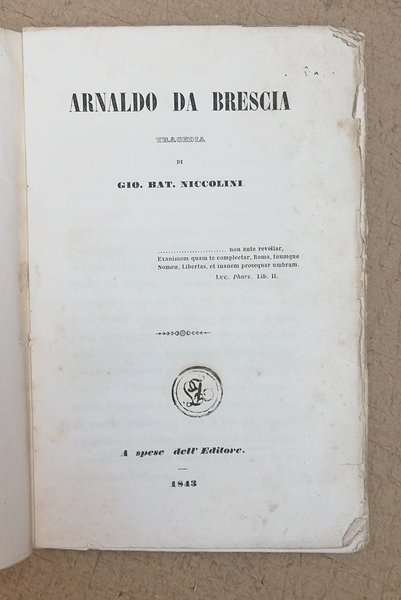 ARNALDO DA BRESCIA
TRAGEDIA
DI
GIO. BAT. NICCOLINI
........................ non ante revellar,
Exanimem quam te complectar, Roma, tuumque
Nomen, Libertas, et inanem prosequar umbram.
Luc. Phars. Lib. II.
A spese dell' Editore.
1843